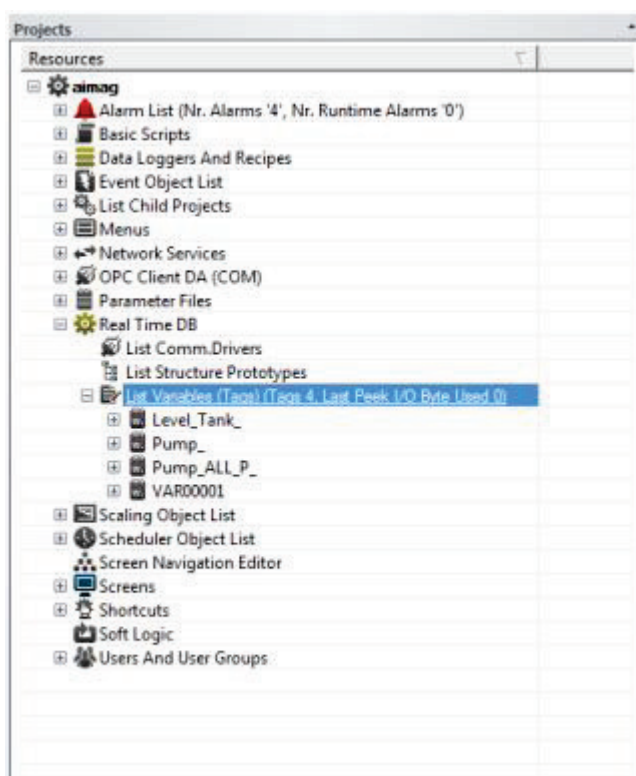 Projects
Resources
aimag
Alarm List (Nr. Alarms '4', Nr. Runtime Alarms '0')
Basic Scripts
Data Loggers And Recipes
Event Object List
List Child Projects
Menus
Network Services
OPC Client DA (COM)
Parameter Files
Real Time DB
List Comm.Drivers
List Structure Prototypes
List Variables (Tags) (Tags 4, Last Peek I/O Byte Used 0)
Level_Tank_
Pump_
Pump_ALL_P_
VAR00001
Scaling Object List
Scheduler Object List
Screen Navigation Editor
Screens
Shortcuts
Soft Logic
Users And User Groups